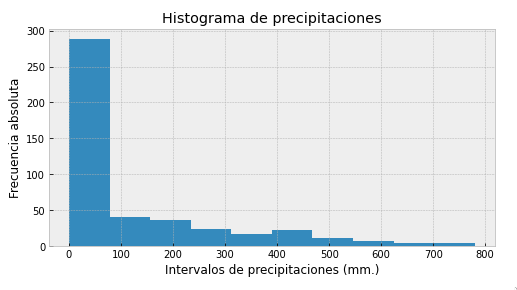 Histograma de precipitaciones
300
250
200
150
100
50
0
Frecuencia absoluta
0 100 200 300 400 500 600 700 800
Intervalos de precipitaciones (mm.)